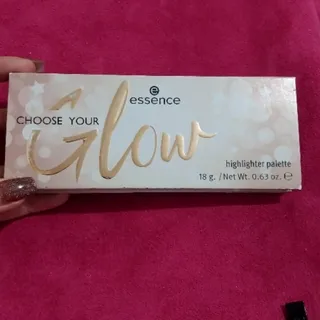 essence
CHOOSE YOUR
Glow
highlighter palette
18 g. / Net Wt. 0.63 oz. ℮